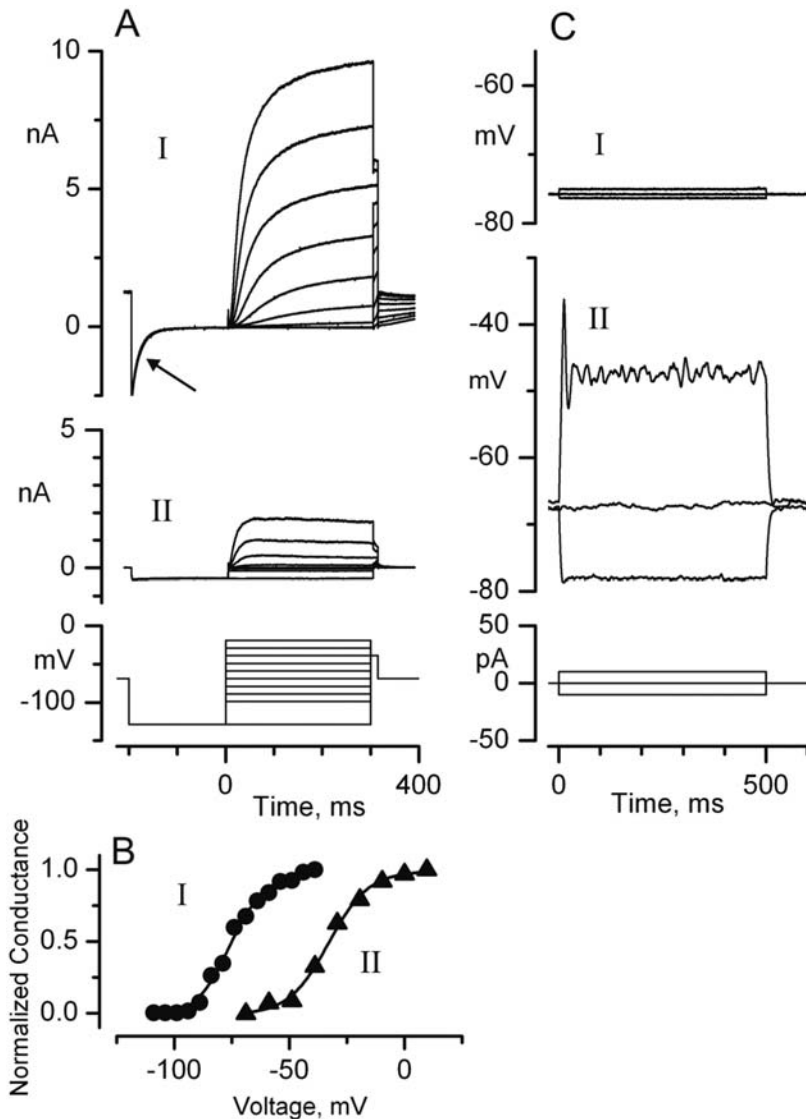 A
10
nA
I
5
0
5
nA
II
0
0
mV
-100
0
400
Time, ms
C
-60
mV
I
-80
-40
II
mV
-60
-80
50
pA
0
-50
0
500
Time, ms
B
1.0
I
Normalized Conductance
0.5
II
0.0
-100
-50
0
Voltage, mV